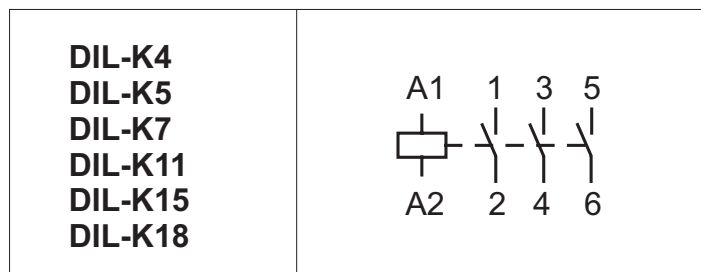 DIL-K4
DIL-K5
DIL-K7
DIL-K11
DIL-K15
DIL-K18
A1 1 3 5
A2 2 4 6